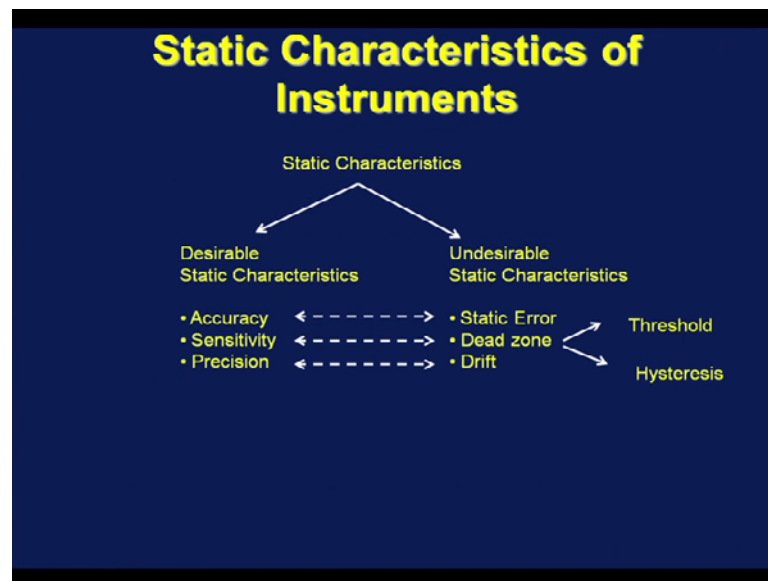 Static Characteristics of
Instruments
Static Characteristics
Desirable
Static Characteristics
• Accuracy
• Sensitivity
• Precision
Undesirable
Static Characteristics
• Static Error
• Dead zone
• Drift
Threshold
Hysteresis